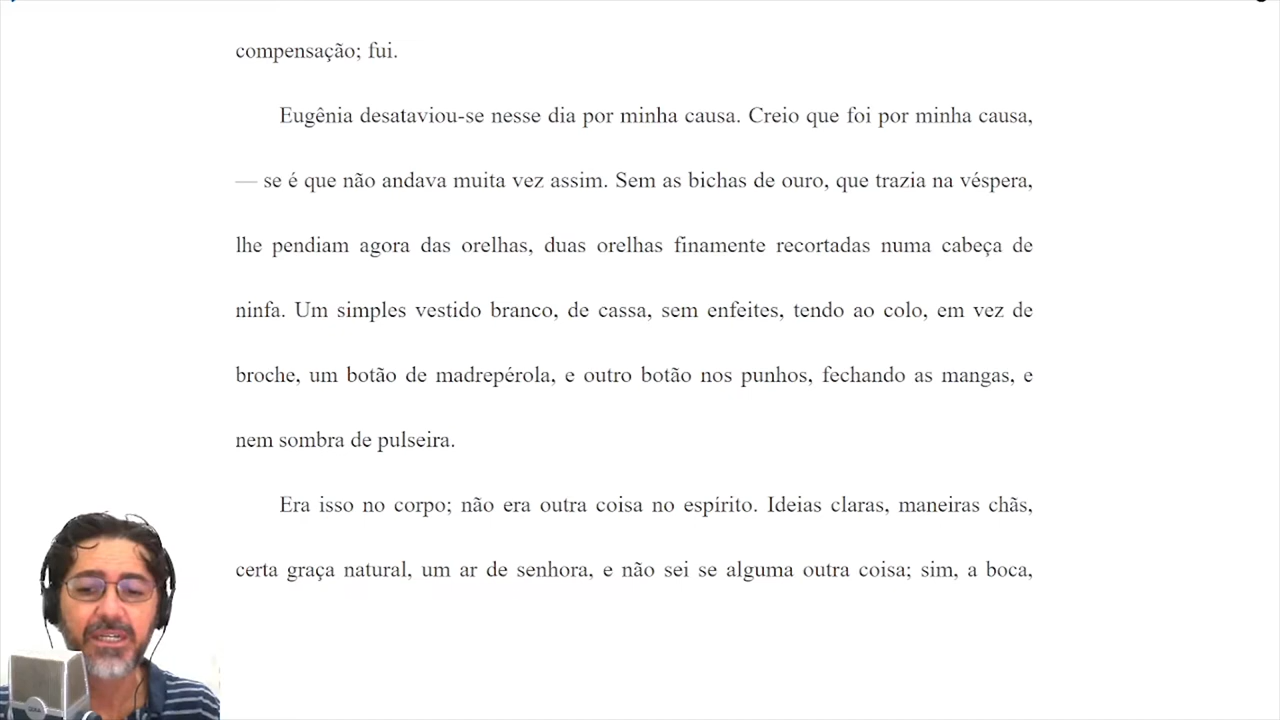 compensação; fui.
Eugênia desataviou-se nesse dia por minha causa. Creio que foi por minha causa,
— se é que não andava muita vez assim. Sem as bichas de ouro, que trazia na véspera,
lhe pendiam agora das orelhas, duas orelhas finamente recortadas numa cabeça de
ninfa. Um simples vestido branco, de cassa, sem enfeites, tendo ao colo, em vez de
broche, um botão de madrepérola, e outro botão nos punhos, fechando as mangas, e
nem sombra de pulseira.
Era isso no corpo; não era outra coisa no espírito. Ideias claras, maneiras chãs,
certa graça natural, um ar de senhora, e não sei se alguma outra coisa; sim, a boca,